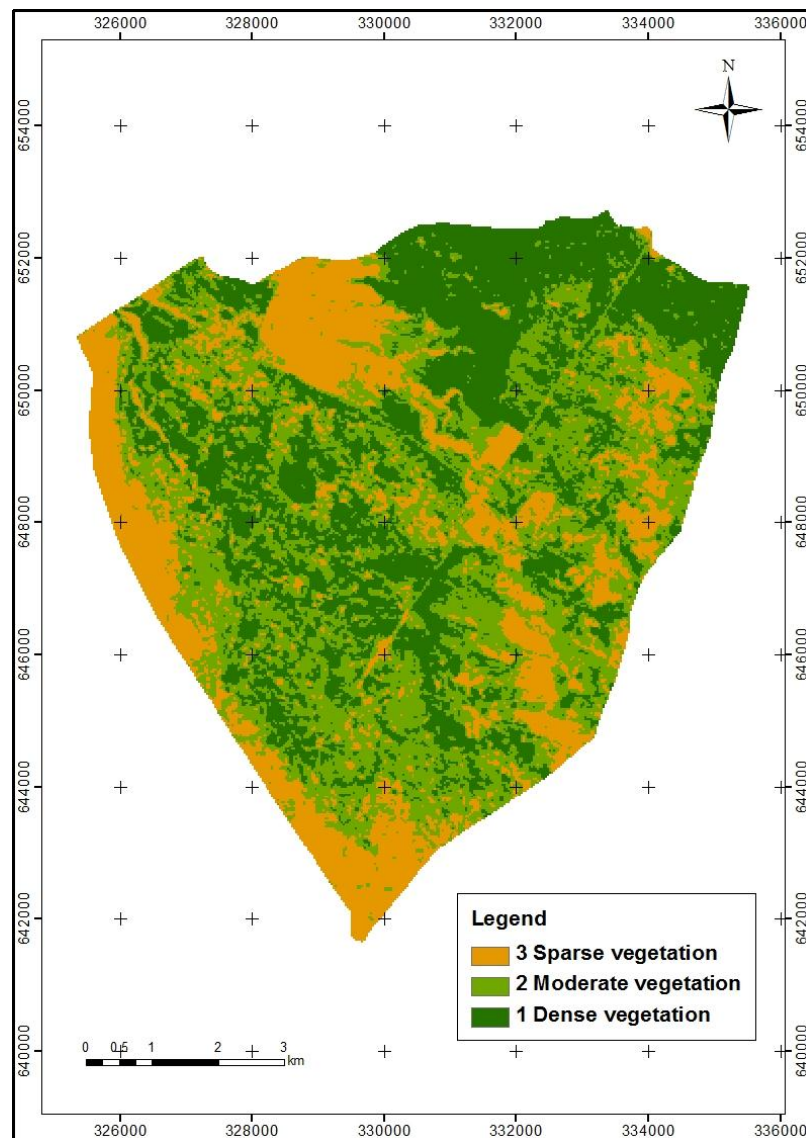 326000 328000 330000 332000 334000 336000
N
654000 654000
652000 652000
650000 650000
648000 648000
646000 646000
644000 644000
642000 642000
Legend
3 Sparse vegetation
2 Moderate vegetation
1 Dense vegetation
640000 640000
0 0.5 1 2 3
km
326000 328000 330000 332000 334000 336000